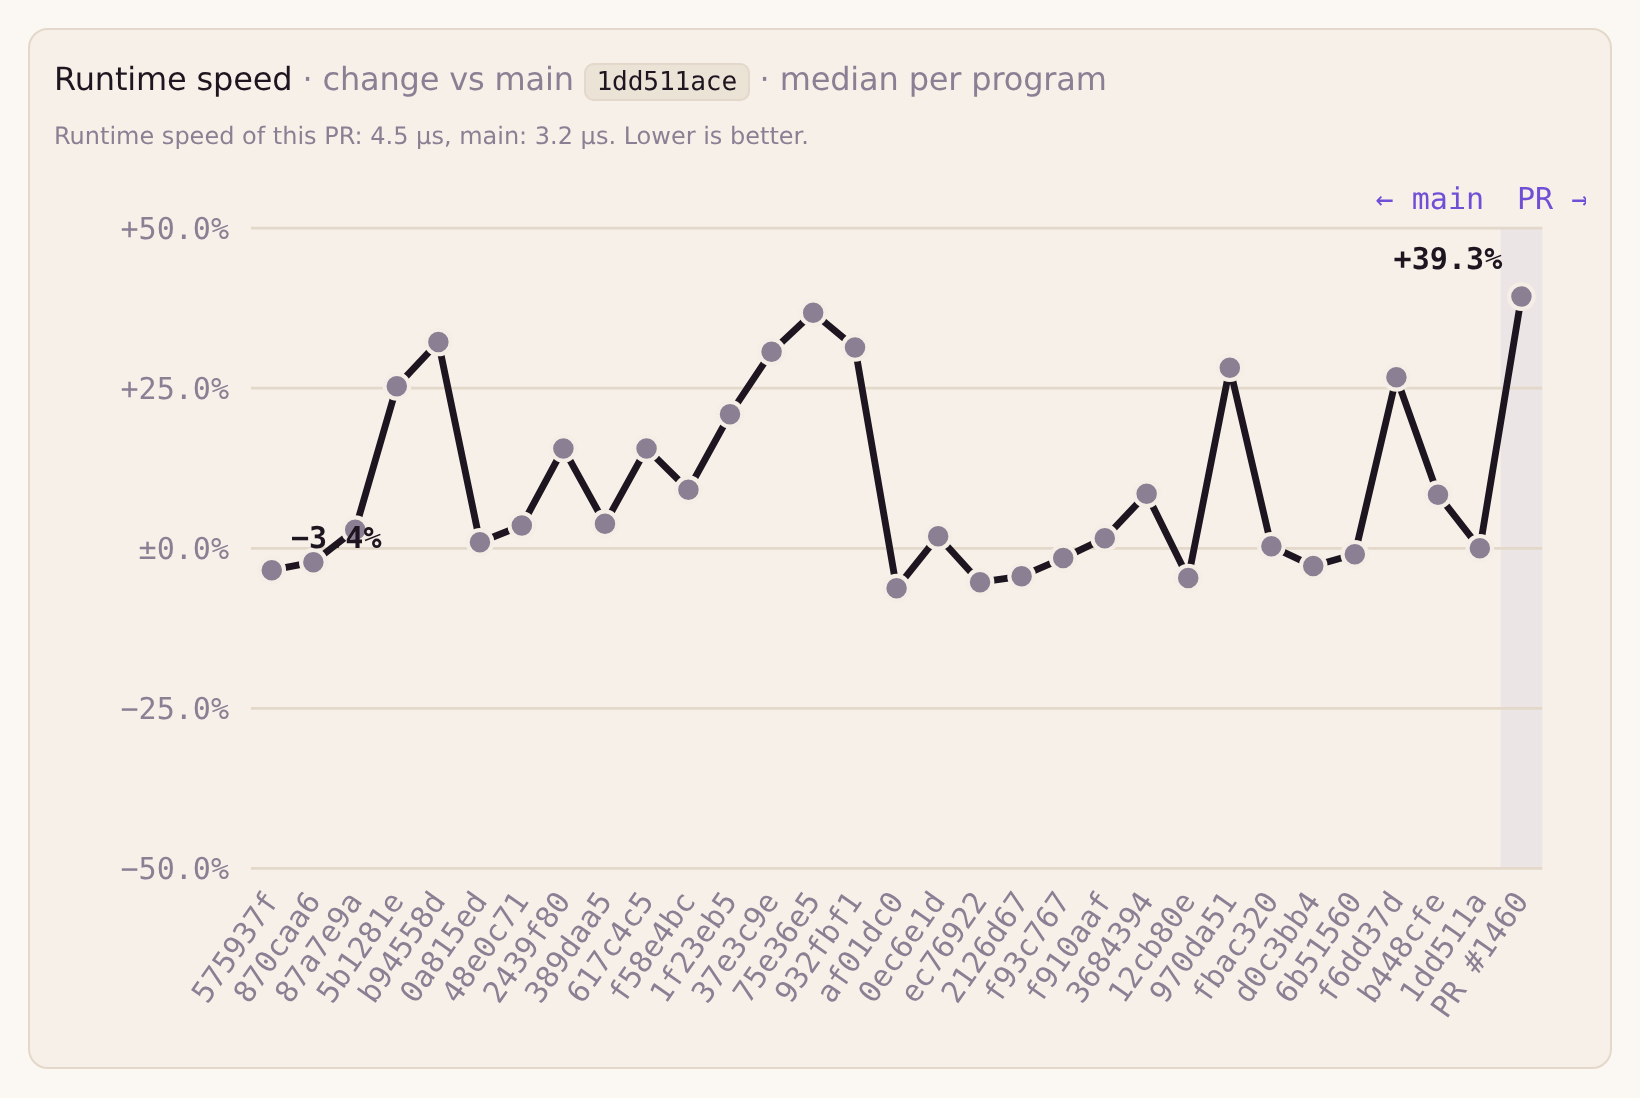 Runtime speed · change vs main 1dd511ace · median per program
Runtime speed of this PR: 4.5 µs, main: 3.2 µs. Lower is better.
← main PR →
+50.0%
+39.3%
+25.0%
−3.4%
±0.0%
−25.0%
−50.0%
575937f
870caa6
87a7e9a
5b1281e
b94558d
0a815ed
48e0c71
2439f80
389daa5
617c4c5
f58e4bc
1f23eb5
37e3c9e
75e36e5
932fbf1
af01dc0
0ec6e1d
ec76922
2126d67
f93c767
f910aaf
3684394
12cb80e
970da51
fbac320
d0c3bb4
6b51560
f6dd37d
b448cfe
1dd511a
PR #1460